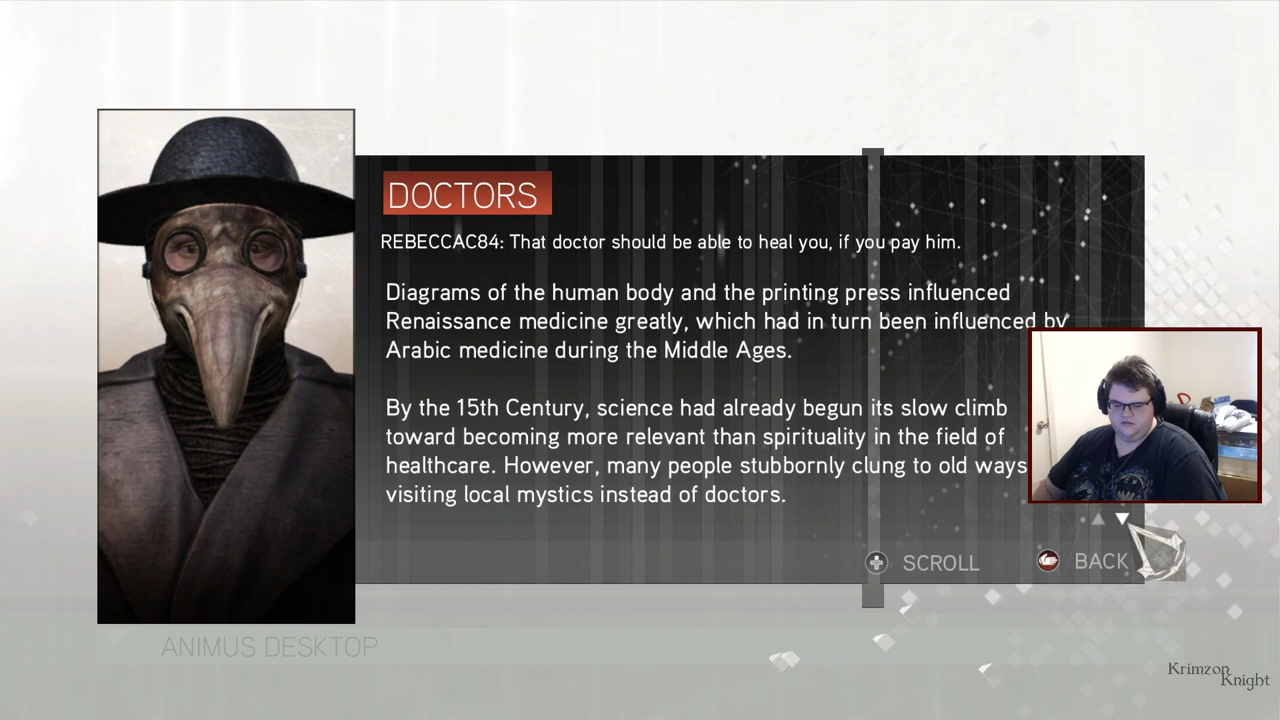 DOCTORS
REBECCAC84: That doctor should be able to heal you, if you pay him.
Diagrams of the human body and the printing press influenced
Renaissance medicine greatly, which had in turn been influenced by
Arabic medicine during the Middle Ages.
By the 15th Century, science had already begun its slow climb
toward becoming more relevant than spirituality in the field of
healthcare. However, many people stubbornly clung to old ways
visiting local mystics instead of doctors.
SCROLL
BACK
ANIMUS DESKTOP
Krimzon
Knight